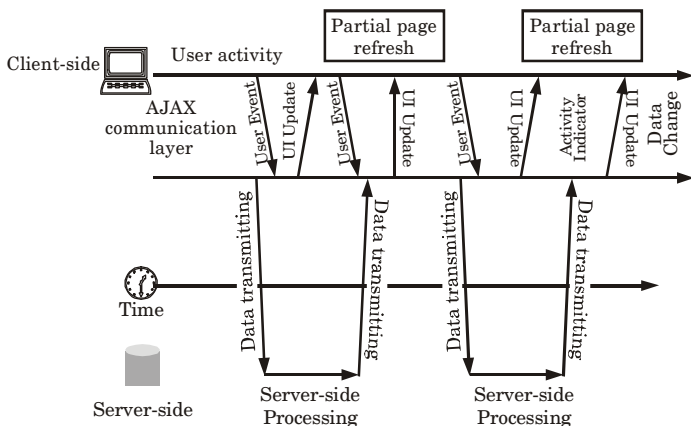 Partial page
refresh
Partial page
refresh
Client-side
User activity
AJAX
communication
layer
User Event
UI Update
User Event
UI Update
User Event
UI Update
Activity
Indicator
UI Update
Data
Change
Data transmitting
Data transmitting
Data transmitting
Data transmitting
Time
Server-side
Server-side
Processing
Server-side
Processing